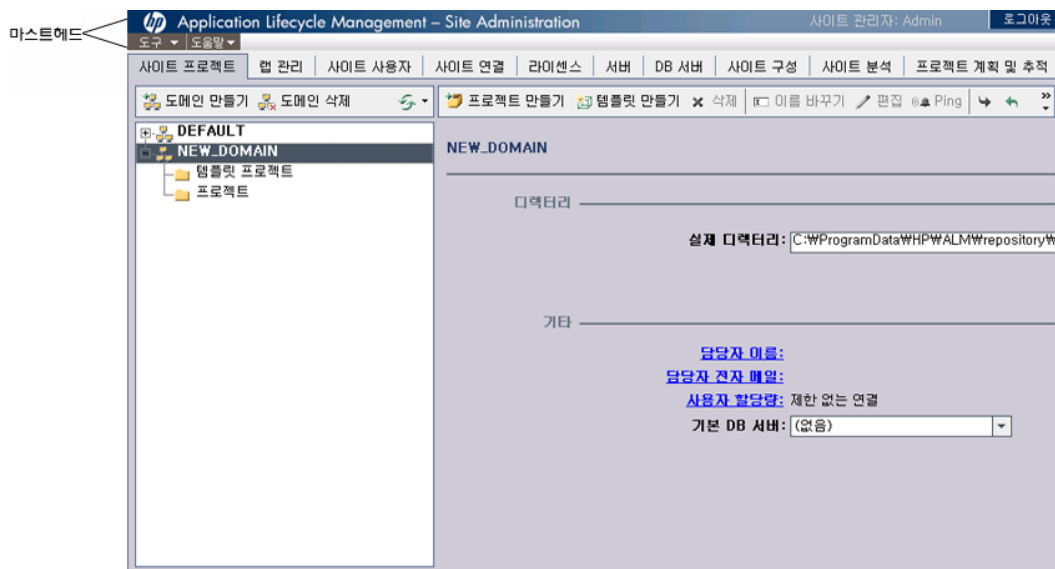 마스트헤드
hp Application Lifecycle Management – Site Administration 사이트 관리자: Admin 로그아웃
도구 도움말
사이트 프로젝트 랩 관리 사이트 사용자 사이트 연결 라이센스 서버 DB 서버 사이트 구성 사이트 분석 프로젝트 계획 및 추적
도메인 만들기 도메인 삭제 프로젝트 만들기 템플릿 만들기 삭제 이름 바꾸기 편집 Ping
DEFAULT
NEW_DOMAIN
템플릿 프로젝트
프로젝트
NEW_DOMAIN
디렉터리
실제 디렉터리: C:₩ProgramData₩HP₩ALM₩repository₩
기타
담당자 이름:
담당자 전자 메일:
사용자 할당량: 제한 없는 연결
기본 DB 서버: (없음)